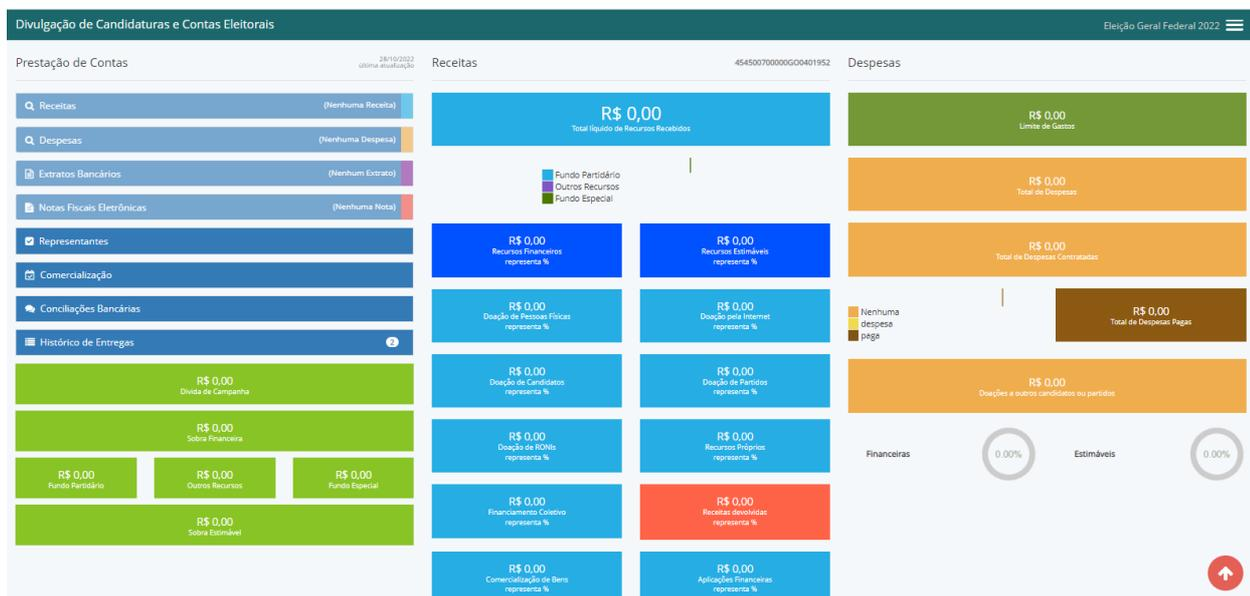 Divulgação de Candidaturas e Contas Eleitorais
Eleição Geral Federal 2022
Prestação de Contas
28/10/2022
última atualização
Receitas (Nenhuma Receita)
Despesas (Nenhuma Despesa)
Extratos Bancários (Nenhum Extrato)
Notas Fiscais Eletrônicas (Nenhuma Nota)
Representantes
Comercialização
Conciliações Bancárias
Histórico de Entregas 2
R$ 0,00
Dívida de Campanha
R$ 0,00
Sobra Financeira
R$ 0,00
Fundo Partidário
R$ 0,00
Outros Recursos
R$ 0,00
Fundo Especial
R$ 0,00
Sobra Estimável
Receitas
454500700000GO0401952
R$ 0,00
Total líquido de Recursos Recebidos
Fundo Partidário
Outros Recursos
Fundo Especial
R$ 0,00
Recursos Financeiros
representa %
R$ 0,00
Recursos Estimáveis
representa %
R$ 0,00
Doação de Pessoas Físicas
representa %
R$ 0,00
Doação pela Internet
representa %
R$ 0,00
Doação de Candidatos
representa %
R$ 0,00
Doação de Partidos
representa %
R$ 0,00
Doação de RONIs
representa %
R$ 0,00
Recursos Próprios
representa %
R$ 0,00
Financiamento Coletivo
representa %
R$ 0,00
Receitas devolvidas
representa %
R$ 0,00
Comercialização de Bens
representa %
R$ 0,00
Aplicações Financeiras
representa %
Despesas
R$ 0,00
Limite de Gastos
R$ 0,00
Total de Despesas
R$ 0,00
Total de Despesas Contratadas
Nenhuma
despesa
paga
R$ 0,00
Total de Despesas Pagas
R$ 0,00
Doações a outros candidatos ou partidos
Financeiras
0.00%
Estimáveis
0.00%